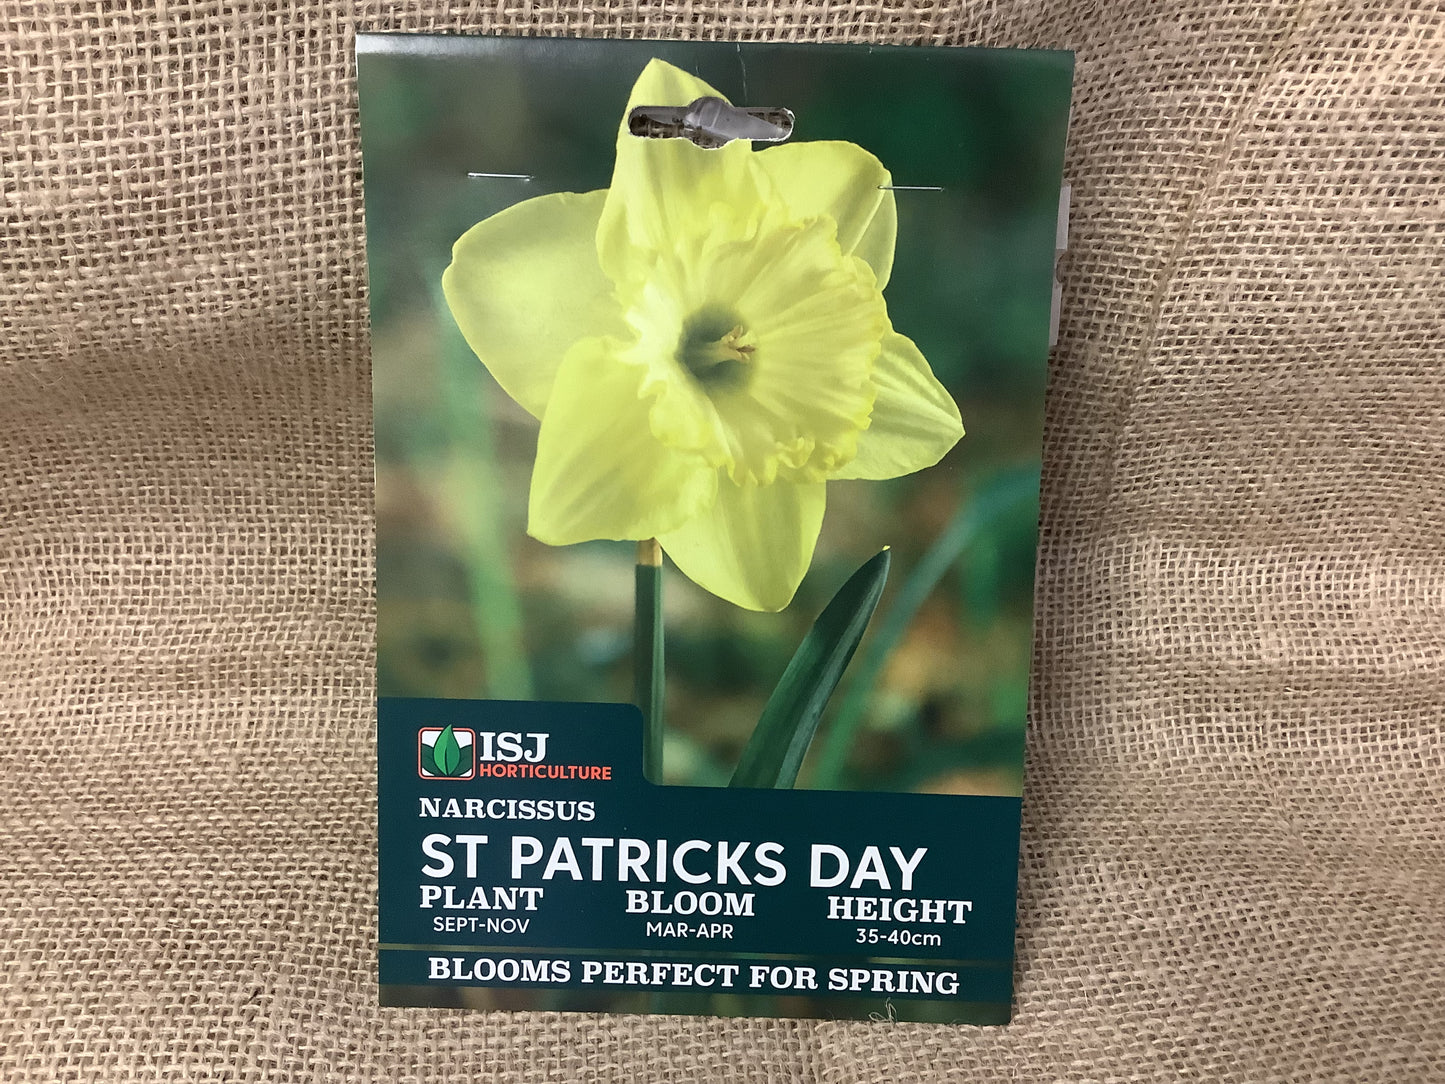 ISJ
HORTICULTURE
NARCISSUS
ST PATRICKS DAY
PLANT BLOOM HEIGHT
SEPT-NOV MAR-APR 35-40cm
BLOOMS PERFECT FOR SPRING